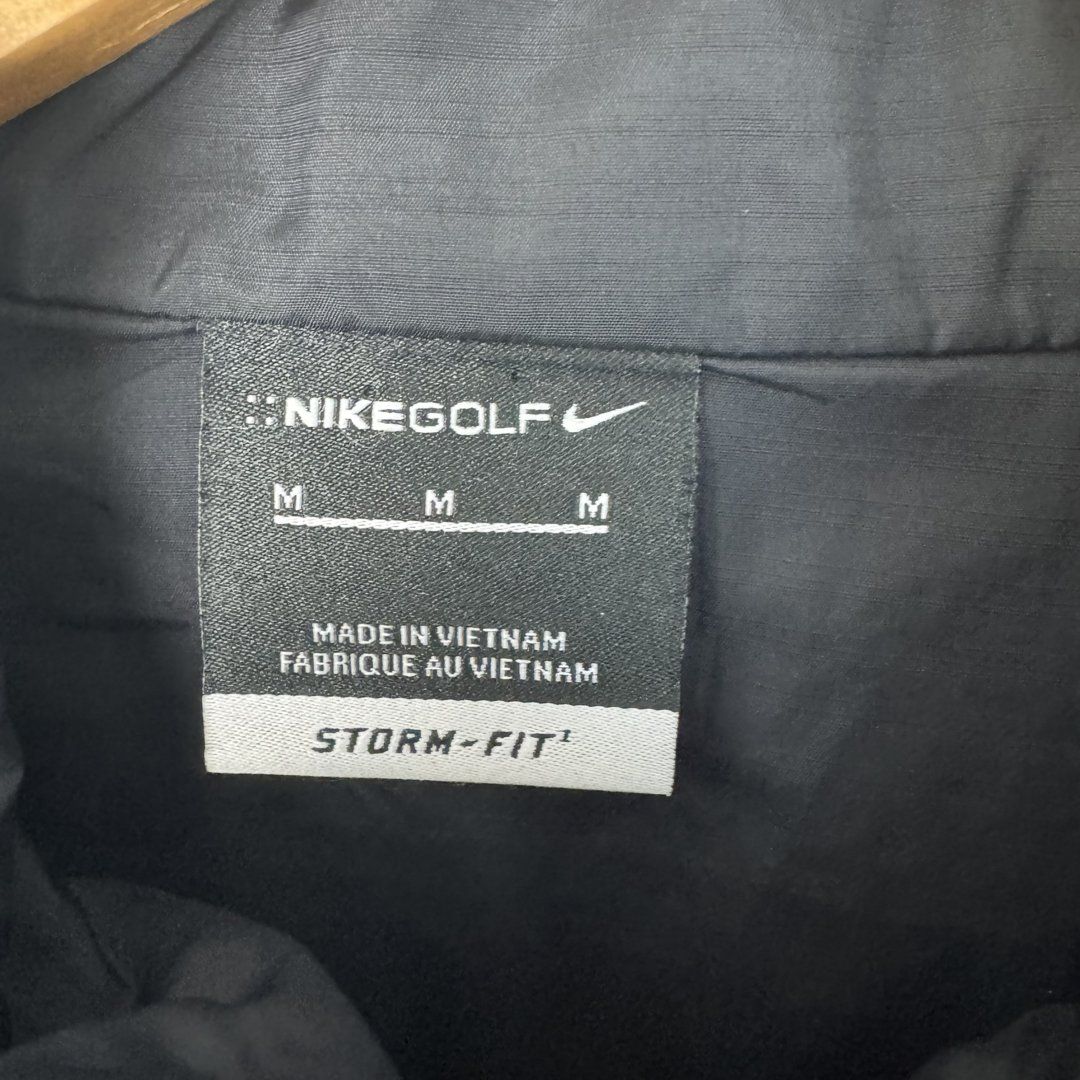 NIKEGOLF
M M M
MADE IN VIETNAM
FABRIQUE AU VIETNAM
STORM-FIT¹